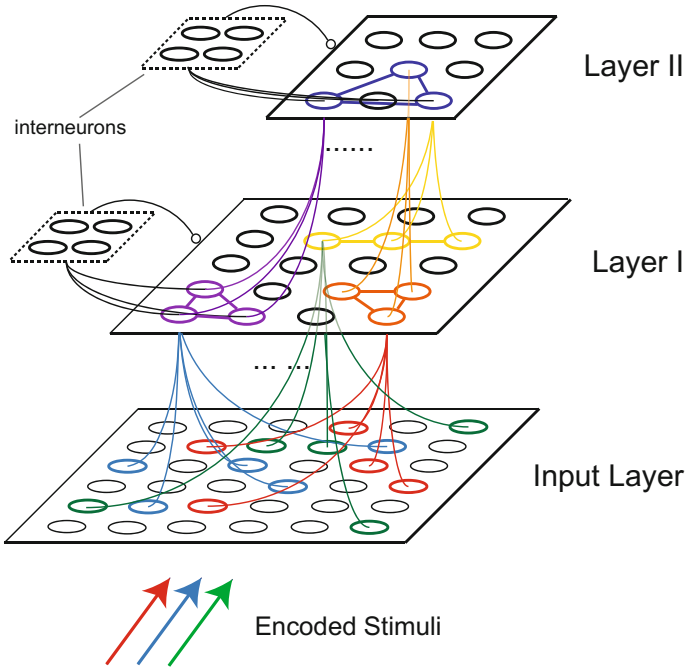 Layer II
interneurons
......
Layer I
... ...
Input Layer
Encoded Stimuli